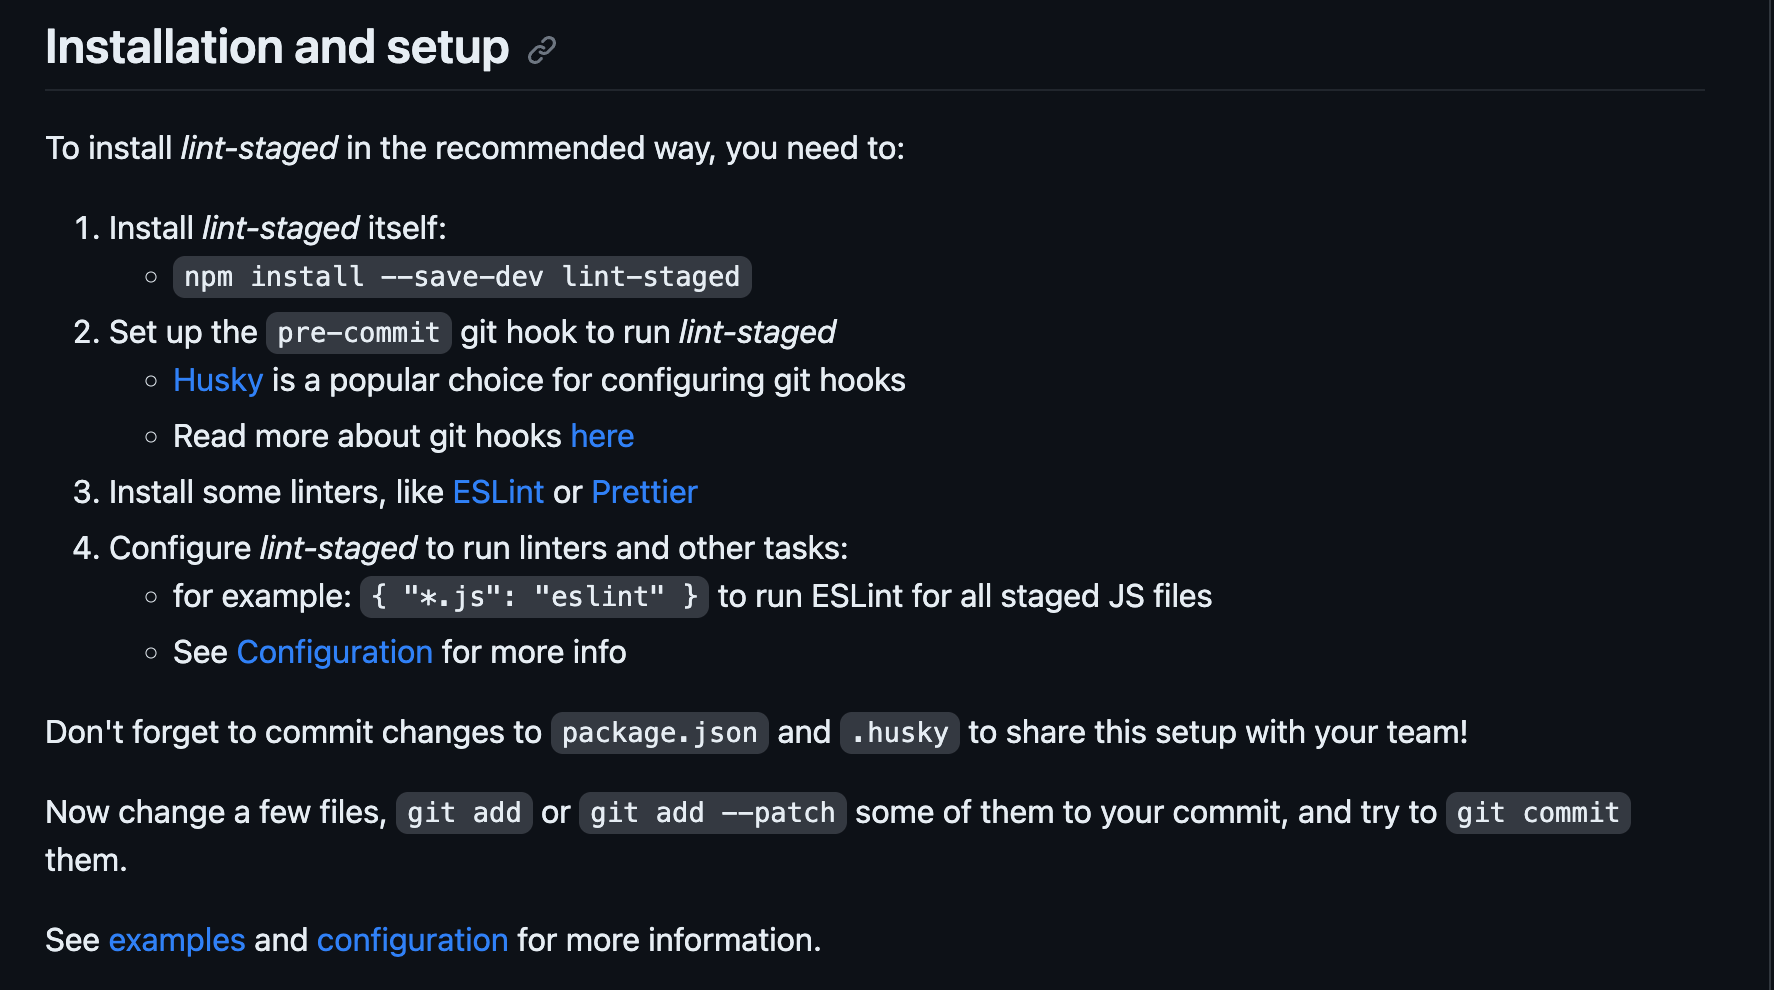 Installation and setup
To install lint-staged in the recommended way, you need to:
1. Install lint-staged itself:
npm install --save-dev lint-staged
2. Set up the pre-commit git hook to run lint-staged
Husky is a popular choice for configuring git hooks
Read more about git hooks here
3. Install some linters, like ESLint or Prettier
4. Configure lint-staged to run linters and other tasks:
for example: { "*.js": "eslint" } to run ESLint for all staged JS files
See Configuration for more info
Don't forget to commit changes to package.json and .husky to share this setup with your team!
Now change a few files, git add or git add --patch some of them to your commit, and try to git commit
them.
See examples and configuration for more information.